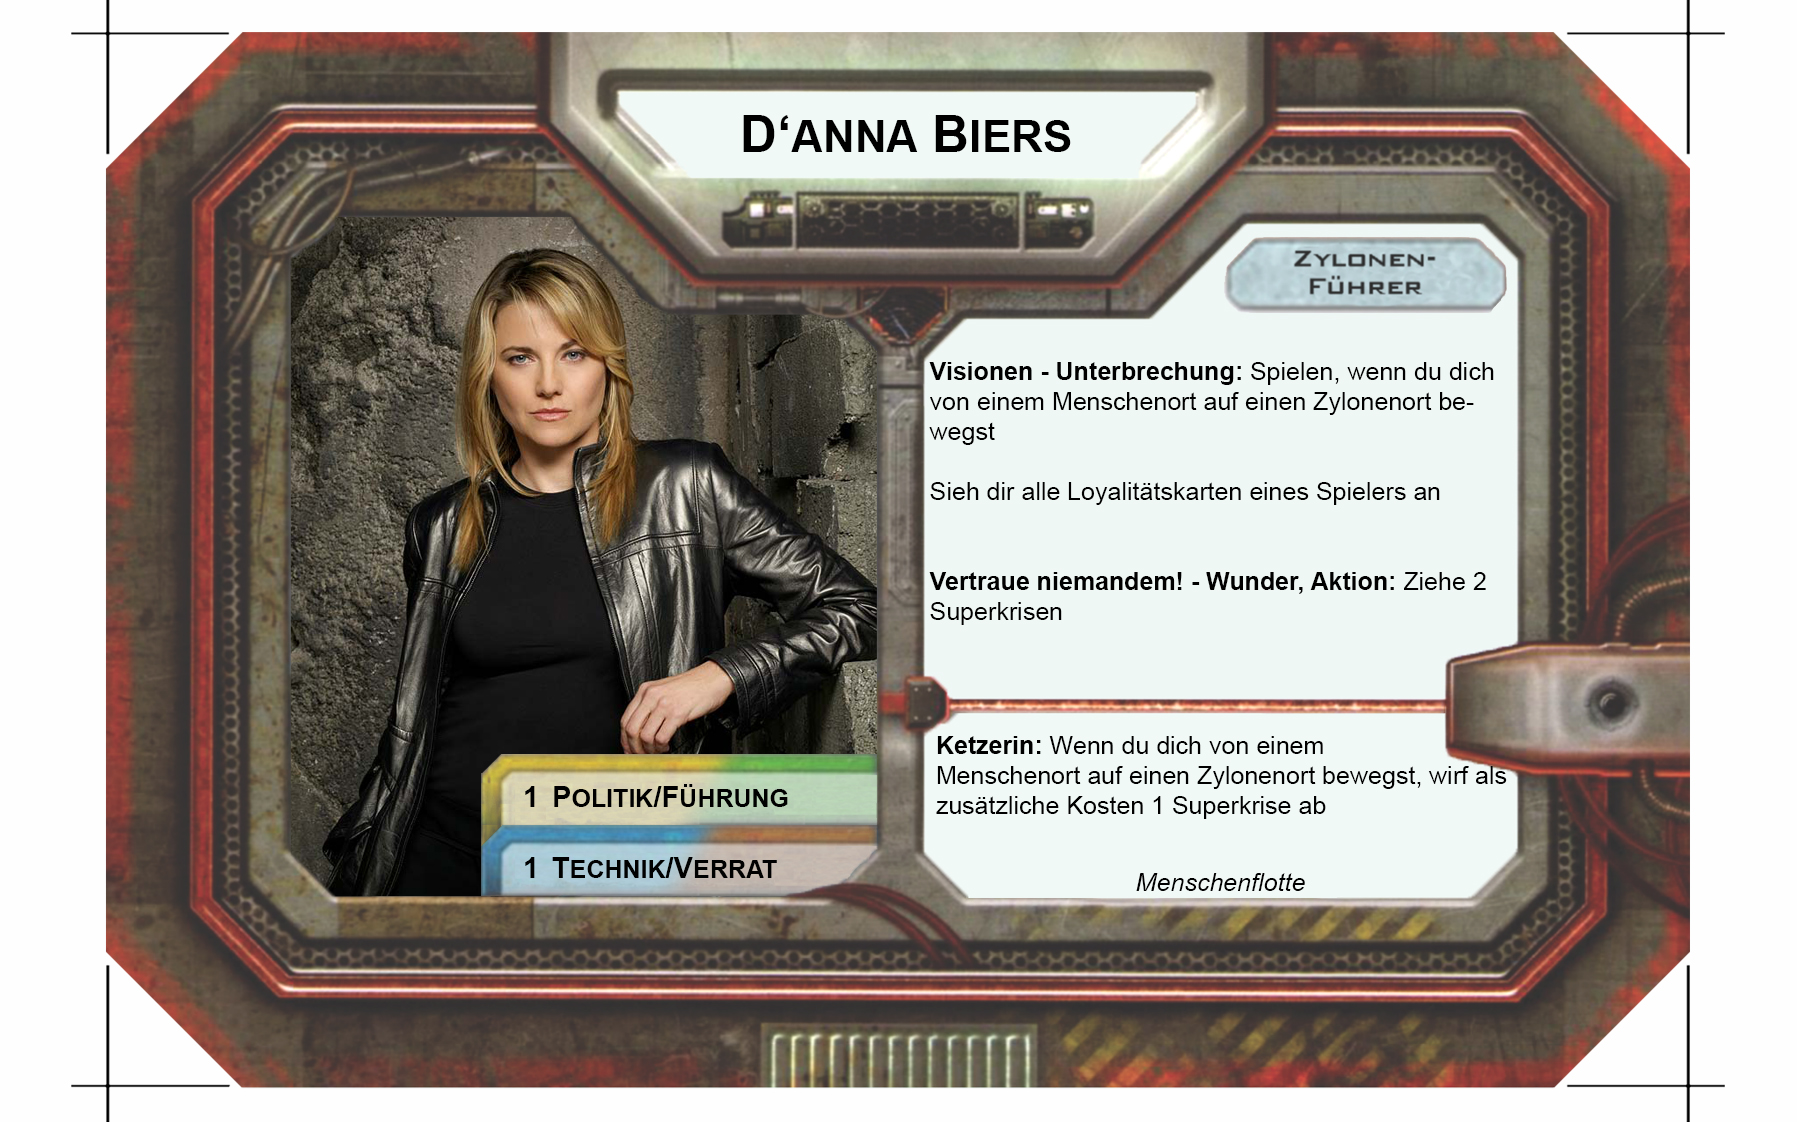 D‘ANNA BIERS
ZYLONEN-
FÜHRER
Visionen - Unterbrechung: Spielen, wenn du dich
von einem Menschenort auf einen Zylonenort be-
wegst
Sieh dir alle Loyalitätskarten eines Spielers an
Vertraue niemandem! - Wunder, Aktion: Ziehe 2
Superkrisen
Ketzerin: Wenn du dich von einem
Menschenort auf einen Zylonenort bewegst, wirf als
zusätzliche Kosten 1 Superkrise ab
Menschenflotte
1 POLITIK/FÜHRUNG
1 TECHNIK/VERRAT